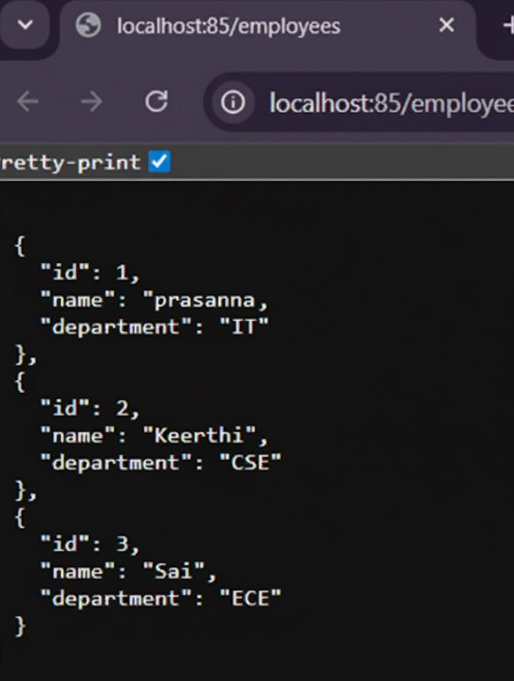 localhost:85/employees
localhost:85/employee
retty-print
{
"id": 1,
"name": "prasanna,
"department": "IT"
},
{
"id": 2,
"name": "Keerthi",
"department": "CSE"
},
{
"id": 3,
"name": "Sai",
"department": "ECE"
}